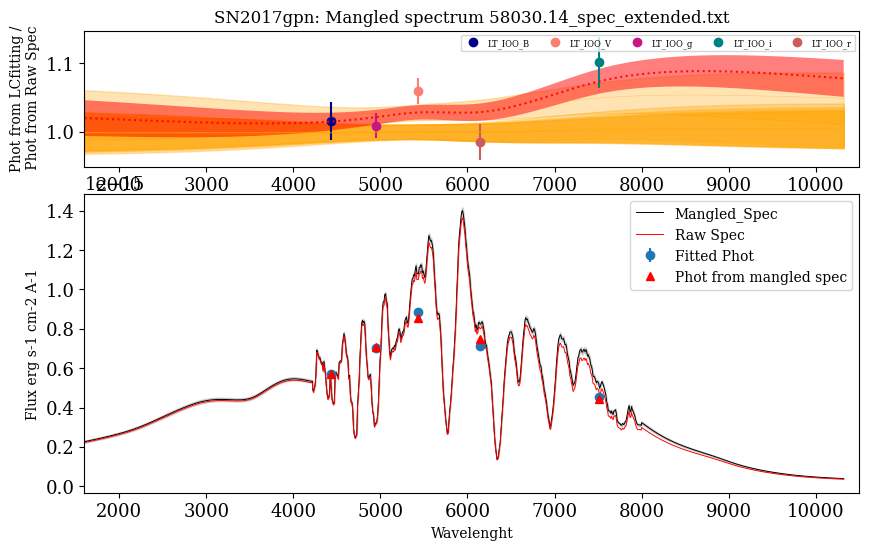 SN2017gpn: Mangled spectrum 58030.14_spec_extended.txt
Phot from LCfitting /
Phot from Raw Spec
LT_IOO_B LT_IOO_V LT_IOO_g LT_IOO_i LT_IOO_r
1.1
1.0
2000 3000 4000 5000 6000 7000 8000 9000 10000
1e−15
Flux erg s-1 cm-2 A-1
Mangled_Spec
Raw Spec
Fitted Phot
Phot from mangled spec
1.4
1.2
1.0
0.8
0.6
0.4
0.2
0.0
2000 3000 4000 5000 6000 7000 8000 9000 10000
Wavelenght